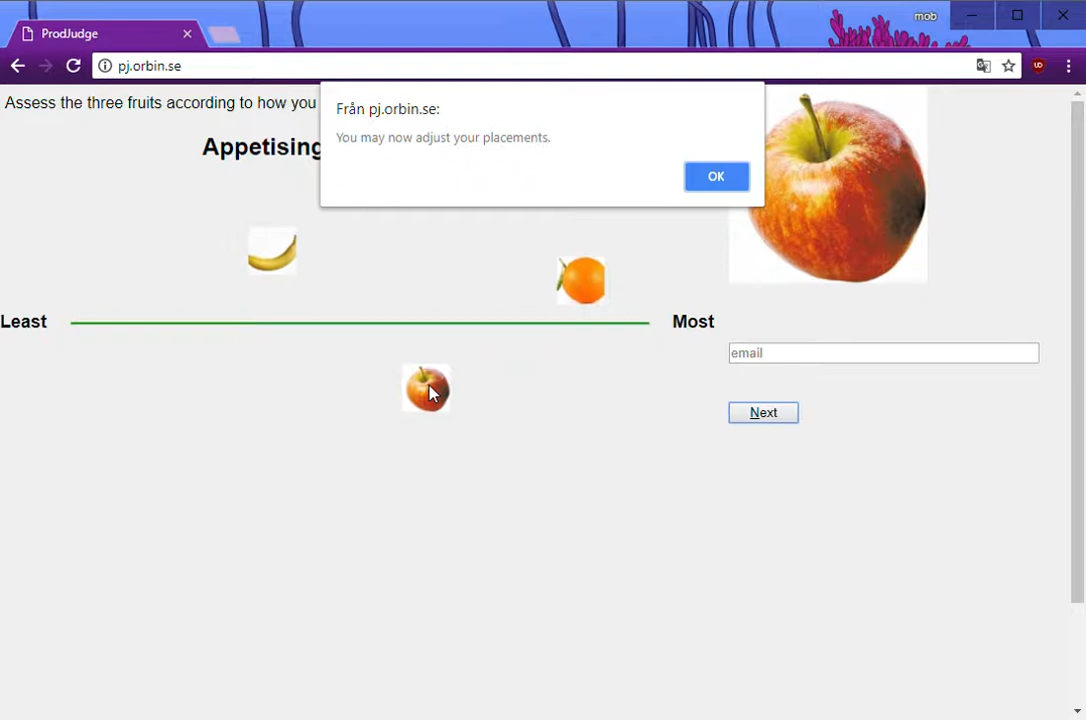 mob
ProdJudge
pj.orbin.se
UD
Assess the three fruits according to how you
Från pj.orbin.se:
You may now adjust your placements.
OK
Appetising
Least
Most
email
Next